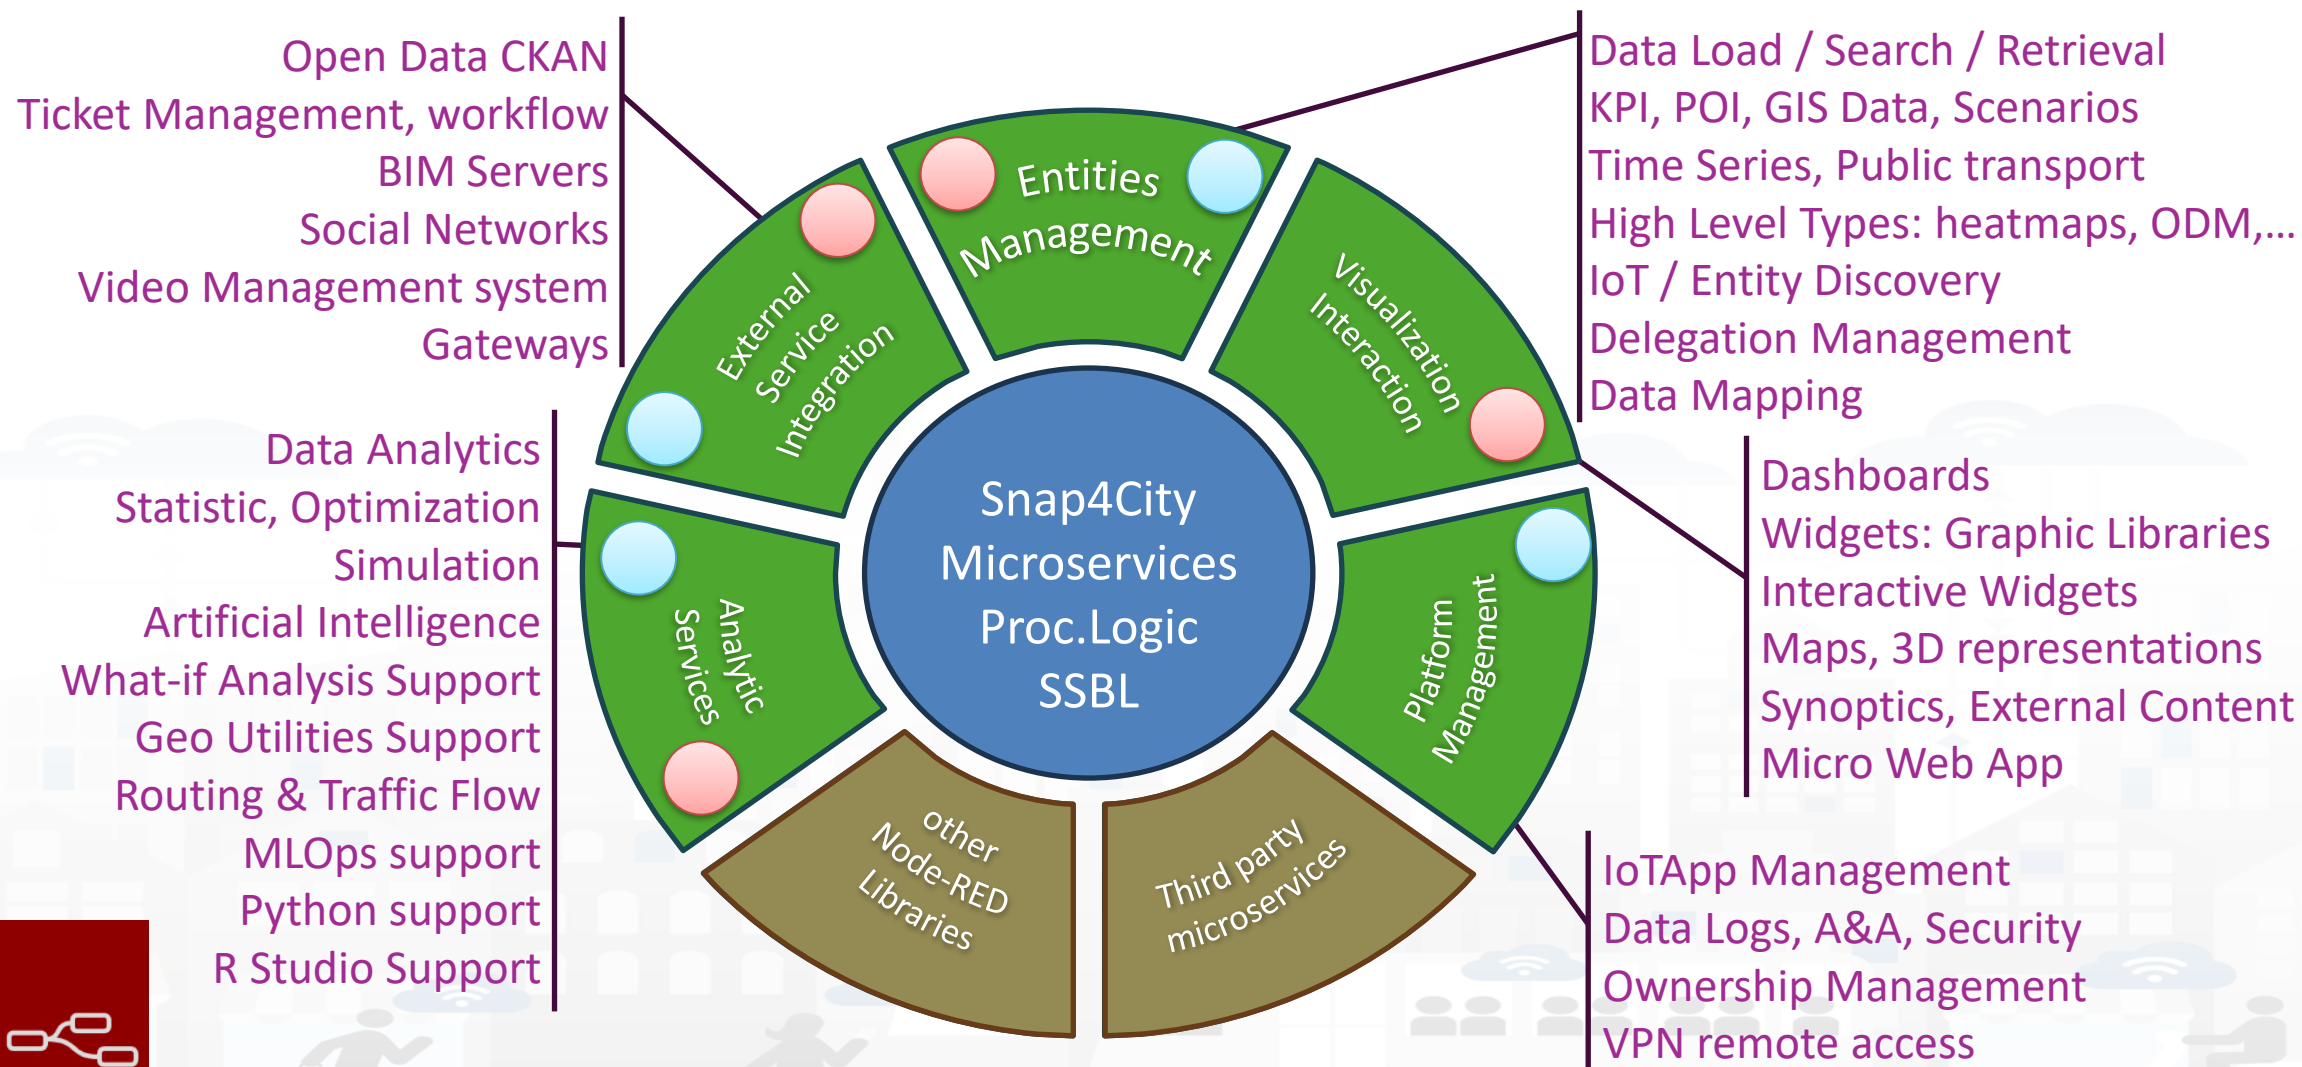 Open Data CKAN
Ticket Management, workflow
BIM Servers
Social Networks
Video Management system
Gateways
Data Analytics
Statistic, Optimization
Simulation
Artificial Intelligence
What-if Analysis Support
Geo Utilities Support
Routing & Traffic Flow
MLOps support
Python support
R Studio Support
Entities
Management
External
Service
Integration
Visualization
Interaction
Analytic
Services
Platform
Management
other
Node-RED
Libraries
Third party
microservices
Snap4City
Microservices
Proc.Logic
SSBL
Data Load / Search / Retrieval
KPI, POI, GIS Data, Scenarios
Time Series, Public transport
High Level Types: heatmaps, ODM,...
IoT / Entity Discovery
Delegation Management
Data Mapping
Dashboards
Widgets: Graphic Libraries
Interactive Widgets
Maps, 3D representations
Synoptics, External Content
Micro Web App
IoTApp Management
Data Logs, A&A, Security
Ownership Management
VPN remote access